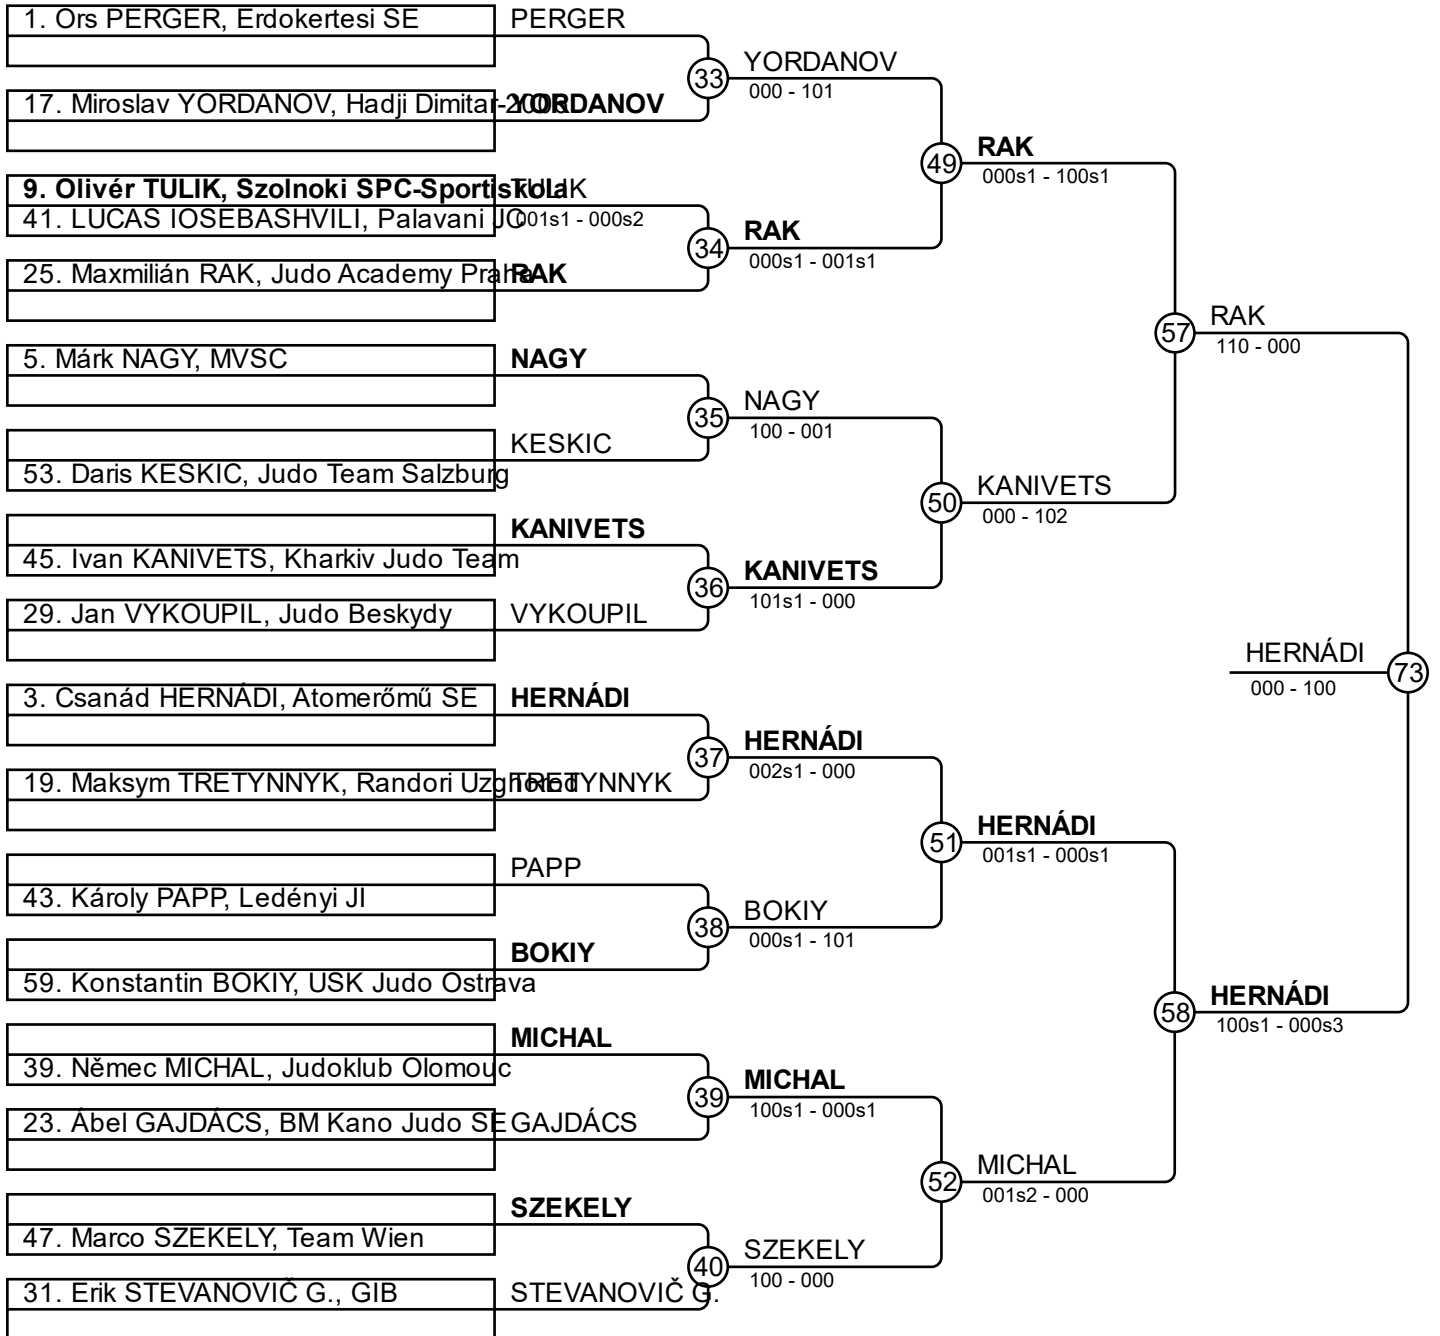 1. Ors PERGER, Erdokertesi SE
PERGER
33
YORDANOV
000 - 101
17. Miroslav YORDANOV, Hadji Dimitar-2008
YORDANOV
49
RAK
000s1 - 100s1
9. Olivér TULIK, Szolnoki SPC-Sportiskola
TULIK
41. LUCAS IOSEBASHVILI, Palavani JC
001s1 - 000s2
34
RAK
000s1 - 001s1
25. Maxmilián RAK, Judo Academy Praha
RAK
57
RAK
110 - 000
5. Márk NAGY, MVSC
NAGY
35
NAGY
100 - 001
KESKIC
53. Daris KESKIC, Judo Team Salzburg
50
KANIVETS
000 - 102
KANIVETS
45. Ivan KANIVETS, Kharkiv Judo Team
36
KANIVETS
101s1 - 000
29. Jan VYKOUPIL, Judo Beskydy
VYKOUPIL
HERNÁDI
000 - 100
73
3. Csanád HERNÁDI, Atomerőmű SE
HERNÁDI
37
HERNÁDI
002s1 - 000
19. Maksym TRETYNNYK, Randori Uzghorod
TRETYNNYK
51
HERNÁDI
001s1 - 000s1
PAPP
43. Károly PAPP, Ledényi JI
38
BOKIY
000s1 - 101
BOKIY
59. Konstantin BOKIY, USK Judo Ostrava
58
HERNÁDI
100s1 - 000s3
MICHAL
39. Němec MICHAL, Judoklub Olomouc
39
MICHAL
100s1 - 000s1
23. Ábel GAJDÁCS, BM Kano Judo SE
GAJDÁCS
52
MICHAL
001s2 - 000
SZEKELY
47. Marco SZEKELY, Team Wien
40
SZEKELY
100 - 000
31. Erik STEVANOVIČ G., GIB
STEVANOVIČ G.